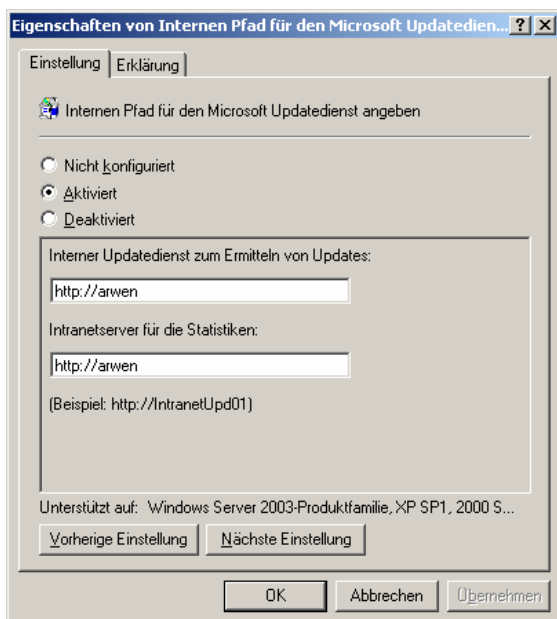 Eigenschaften von Internen Pfad für den Microsoft Updatedien...
Einstellung Erklärung
Internen Pfad für den Microsoft Updatedienst angeben
Nicht konfiguriert
Aktiviert
Deaktiviert
Interner Updatedienst zum Ermitteln von Updates:
http://arwen
Intranetserver für die Statistiken:
http://arwen
(Beispiel: http://IntranetUpd01)
Unterstützt auf: Windows Server 2003-Produktfamilie, XP SP1, 2000 S...
Vorherige Einstellung Nächste Einstellung
OK Abbrechen Übernehmen